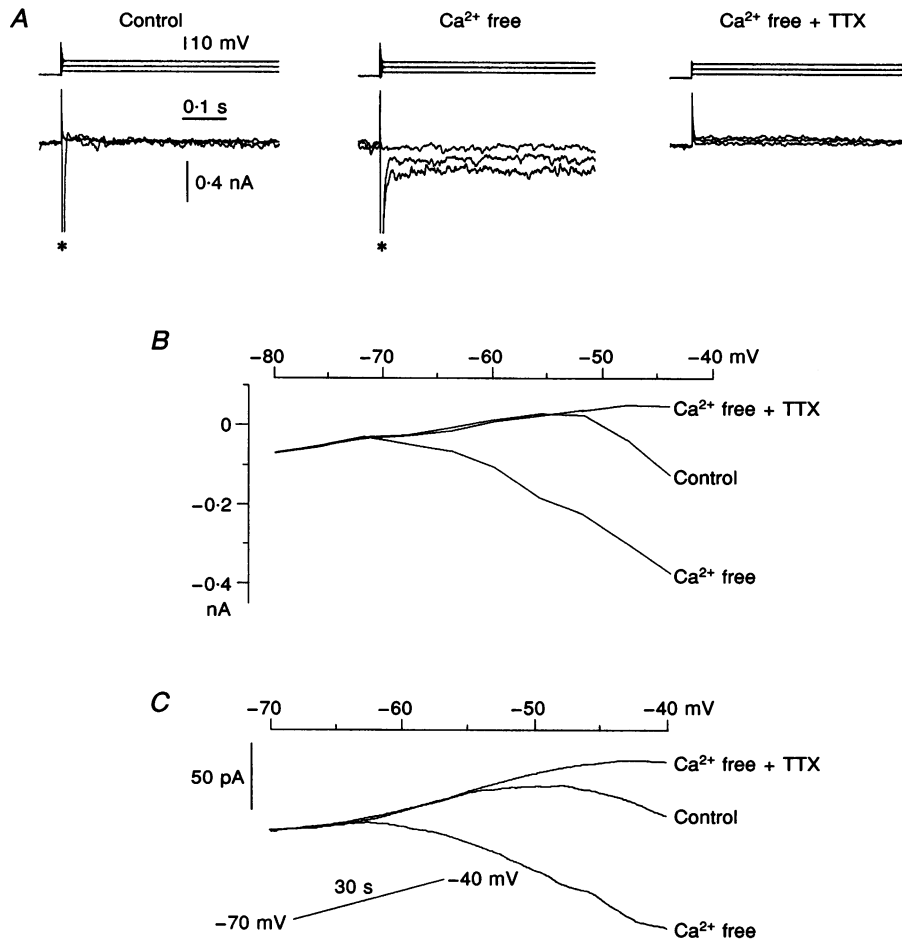 A
Control
Ca²⁺ free
Ca²⁺ free + TTX
10 mV
0·1 s
0·4 nA
*
*
B
-80
-70
-60
-50
-40 mV
0
-0·2
-0·4
nA
Ca²⁺ free + TTX
Control
Ca²⁺ free
C
-70
-60
-50
-40 mV
50 pA
Ca²⁺ free + TTX
Control
Ca²⁺ free
-70 mV
30 s
-40 mV